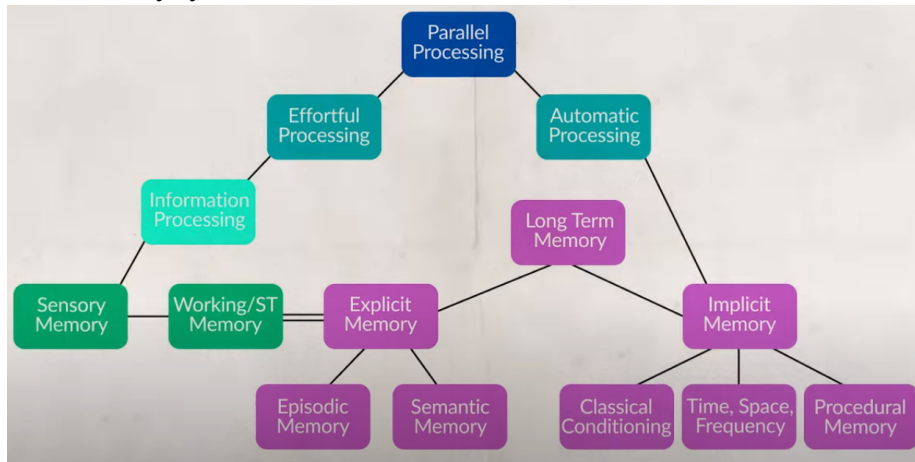 Parallel
Processing
Effortful
Processing
Automatic
Processing
Information
Processing
Long Term
Memory
Sensory
Memory
Working/ST
Memory
Explicit
Memory
Implicit
Memory
Episodic
Memory
Semantic
Memory
Classical
Conditioning
Time, Space,
Frequency
Procedural
Memory